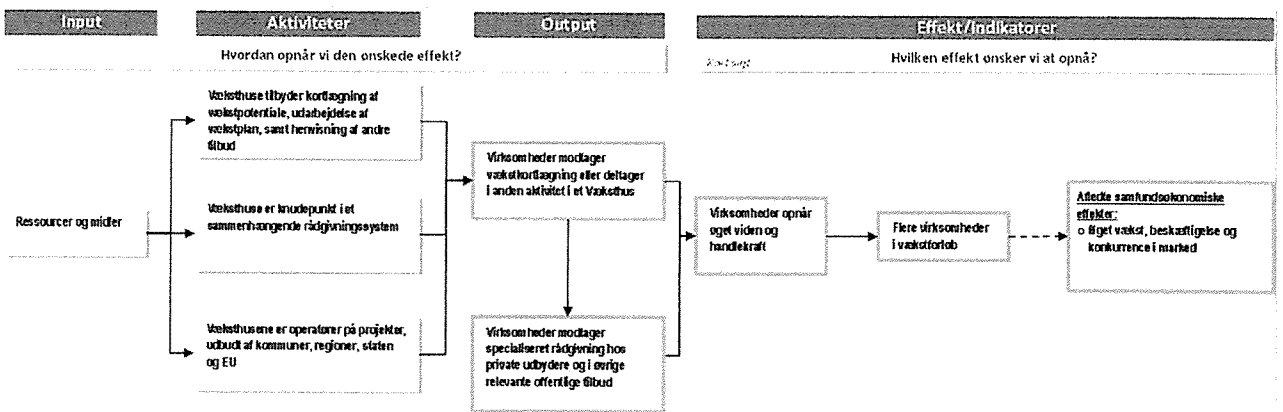 Input
Aktiviteter
Output
Effekt/Indikatorer
Hvordan opnår vi den ønskede effekt?
Kort sigt
Hvilken effekt ønsker vi at opnå?
Ressourcer og midler
Væksthuse tilbyder kortlægning af
vækstpotentiale, udarbejdelse af
vækstplan, samt henvisning af andre
tilbud
Væksthuse er knudepunkt i et
sammenhængende rådgivningssystem
Væksthusene er operatører på projekter,
udbudt af kommuner, regioner, staten
og EU
Virksomheder modtager
vækstkortlægning eller deltager
i anden aktivitet i et Væksthus
Virksomheder modtager
specialiseret rådgivning hos
private udbydere og i øvrige
relevante offentlige tilbud
Virksomheder opnår
øget viden og
handlekraft
Flere virksomheder
i vækstforløb
Afledte samfundsøkonomiske
effekter:
o Øget vækst, beskæftigelse og
konkurrence i marked